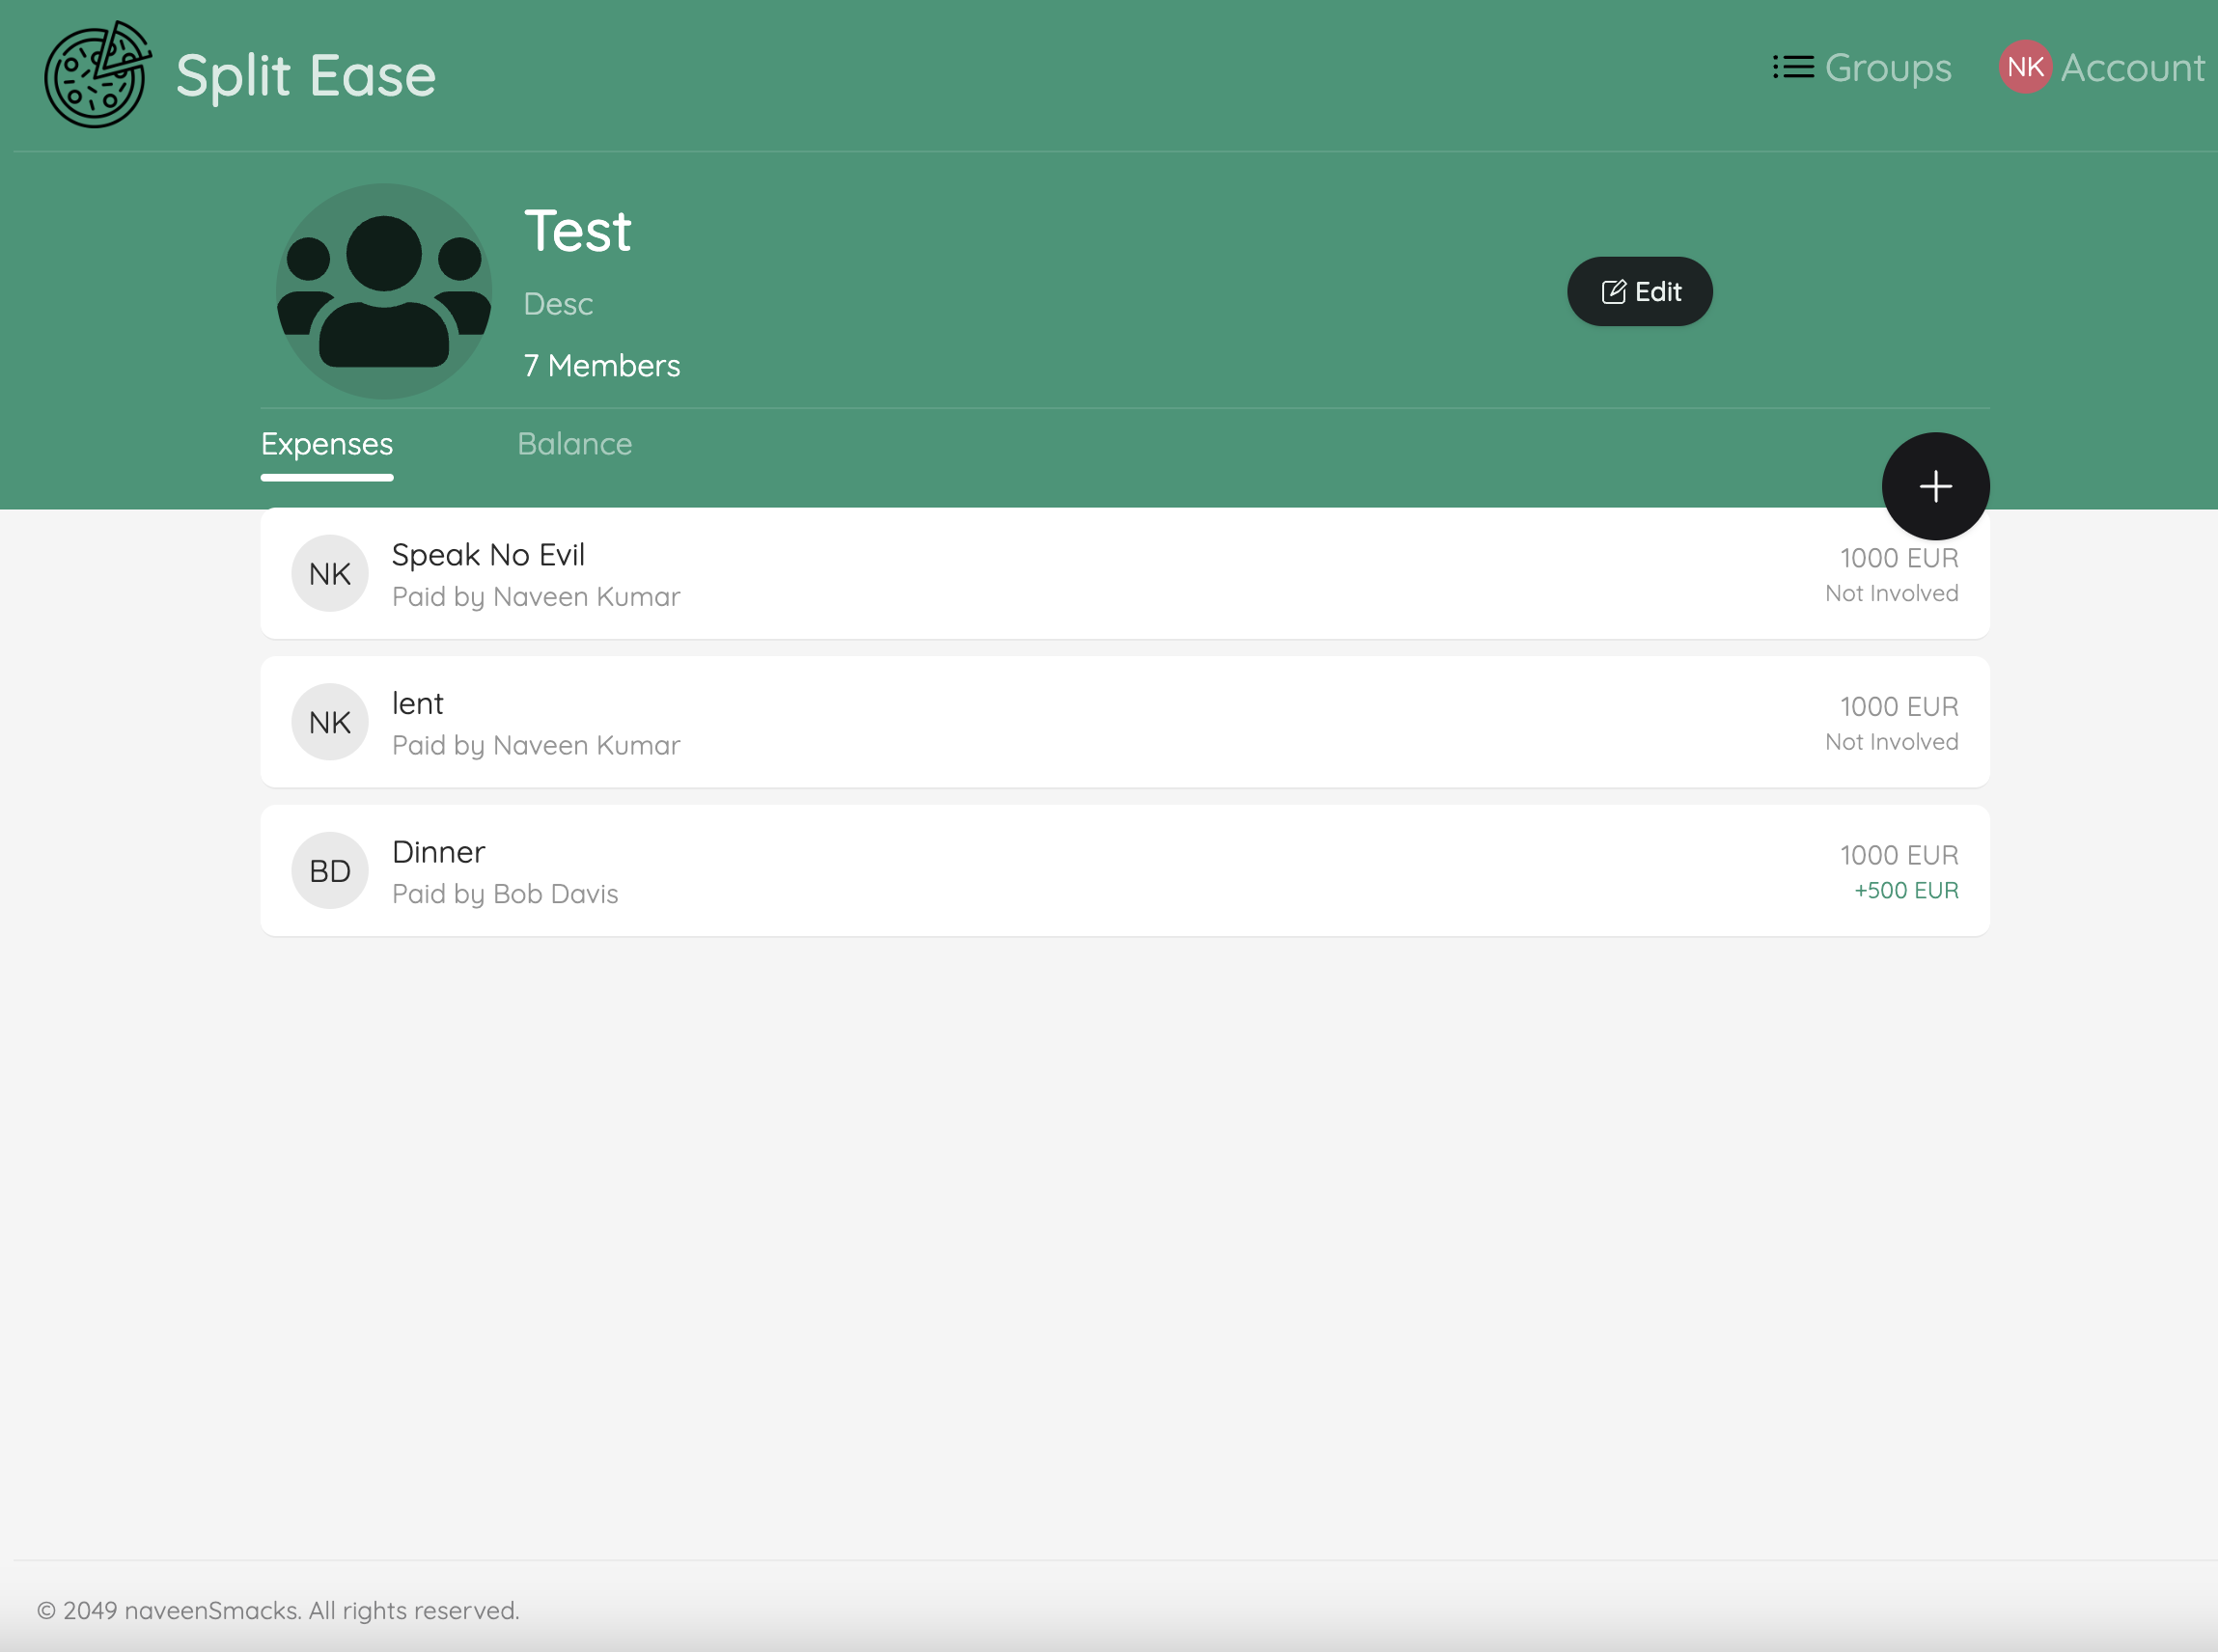 Split Ease
Groups
NK
Account
Test
Desc
7 Members
Edit
Expenses
Balance
NK
Speak No Evil
Paid by Naveen Kumar
1000 EUR
Not Involved
NK
lent
Paid by Naveen Kumar
1000 EUR
Not Involved
BD
Dinner
Paid by Bob Davis
1000 EUR
+500 EUR
© 2049 naveenSmacks. All rights reserved.